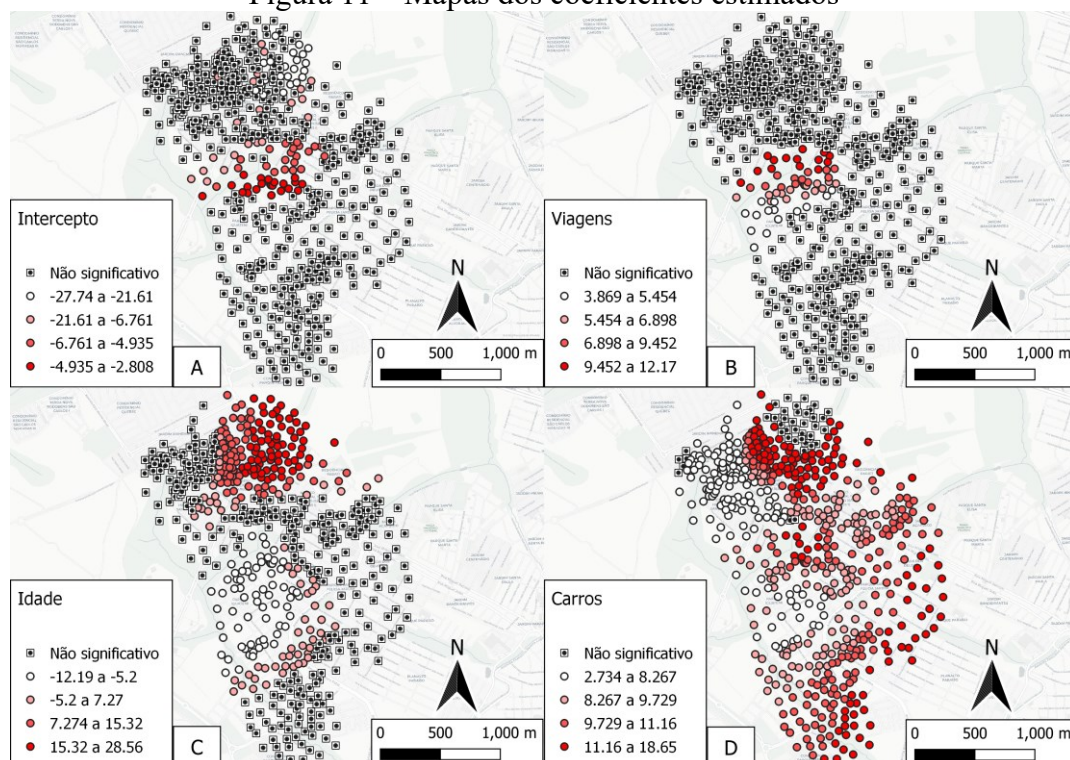 Figura 11 – Mapas dos coeficientes estimados
Intercepto
Não significativo
-27.74 a -21.61
-21.61 a -6.761
-6.761 a -4.935
-4.935 a -2.808
A
N
0 500 1,000 m
Viagens
Não significativo
3.869 a 5.454
5.454 a 6.898
6.898 a 9.452
9.452 a 12.17
B
N
0 500 1,000 m
Idade
Não significativo
-12.19 a -5.2
-5.2 a 7.27
7.274 a 15.32
15.32 a 28.56
C
N
0 500 1,000 m
Carros
Não significativo
2.734 a 8.267
8.267 a 9.729
9.729 a 11.16
11.16 a 18.65
D
N
0 500 1,000 m